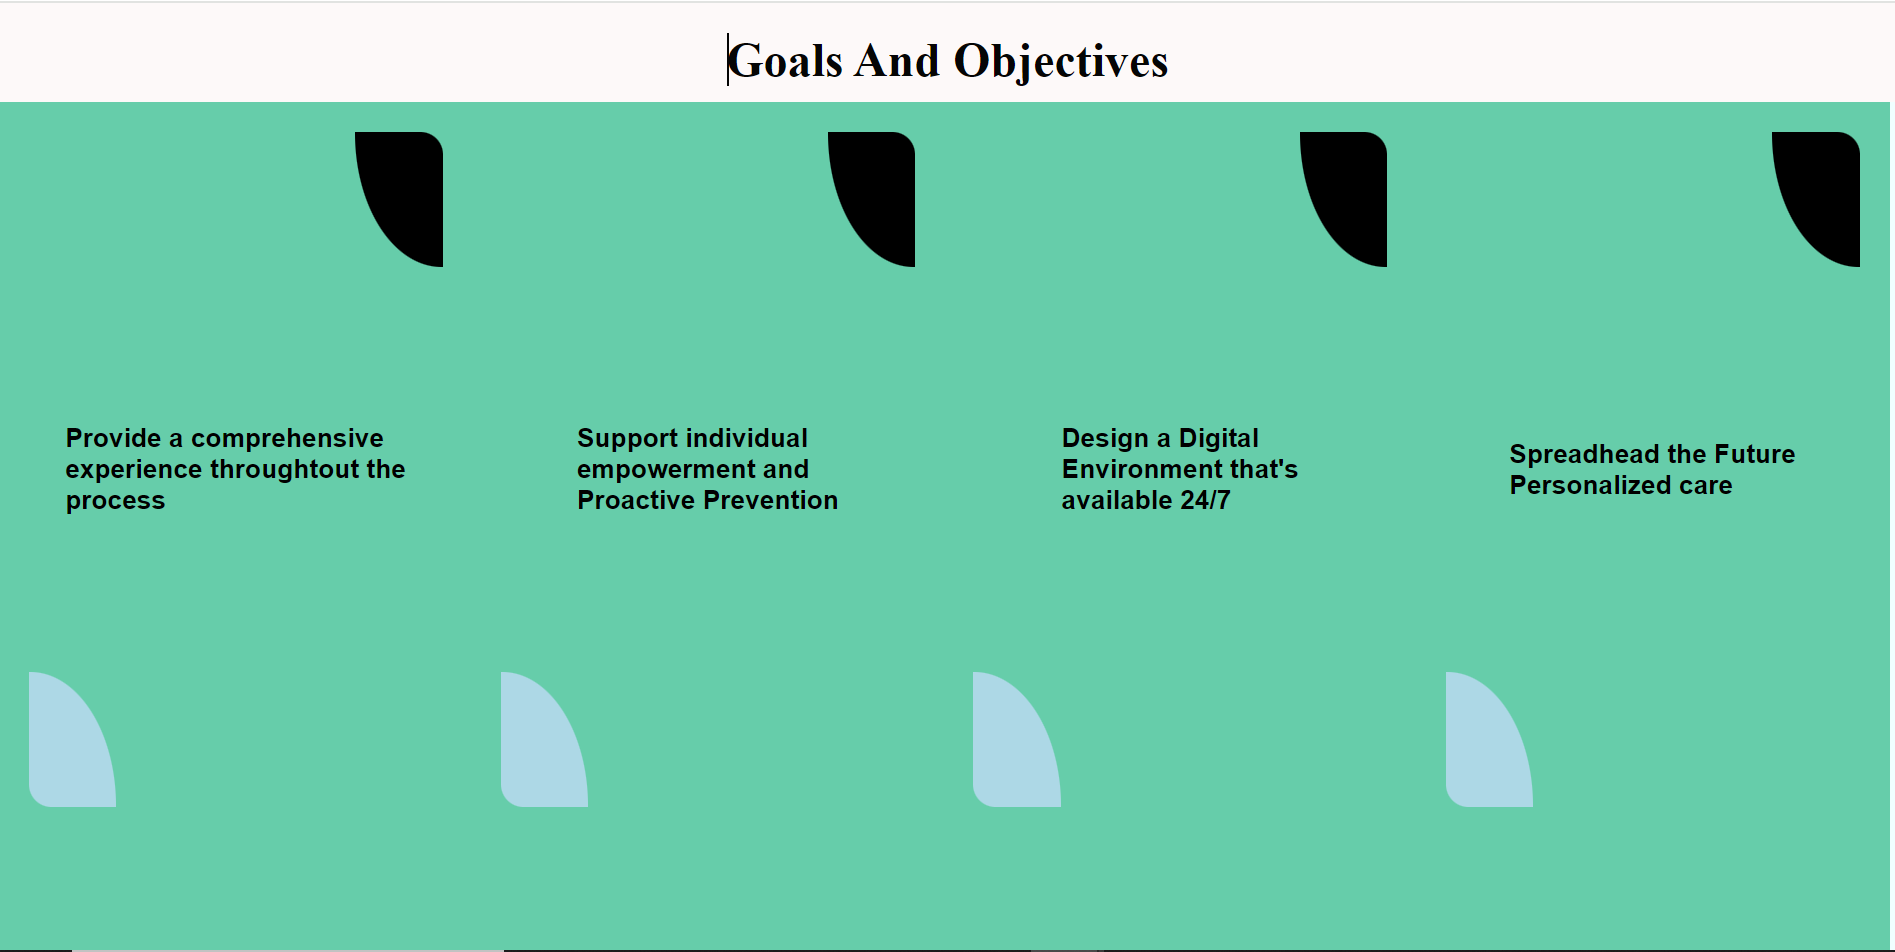 Goals And Objectives
Provide a comprehensive
experience throughtout the
process
Support individual
empowerment and
Proactive Prevention
Design a Digital
Environment that's
available 24/7
Spreadhead the Future
Personalized care